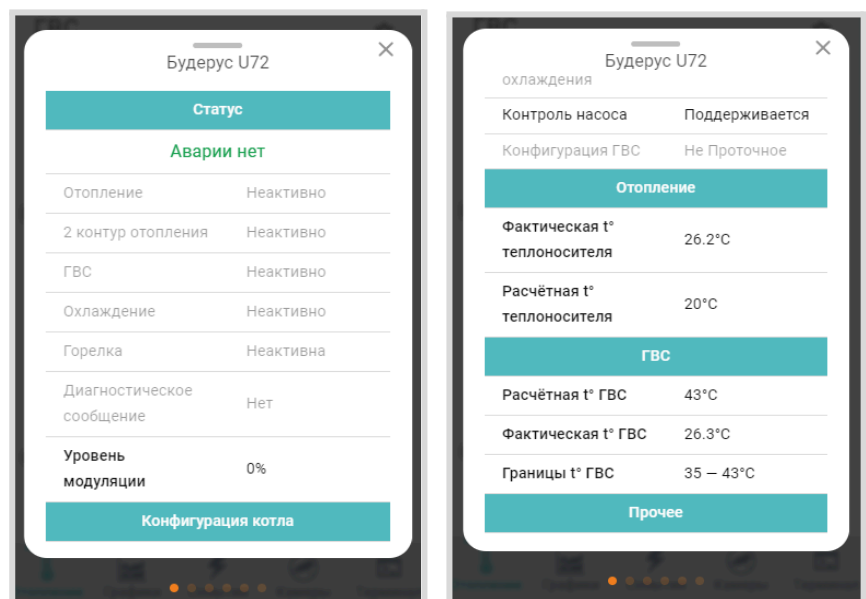 ГВС
Будерус U72
Статус
Аварии нет
Отопление Неактивно
2 контур отопления Неактивно
ГВС Неактивно
Охлаждение Неактивно
Горелка Неактивна
Диагностическое
сообщение Нет
Уровень
модуляции 0%
Конфигурация котла
Будерус U72
охлаждения
Контроль насоса Поддерживается
Конфигурация ГВС Не Проточное
Отопление
Фактическая t°
теплоносителя 26.2°C
Расчётная t°
теплоносителя 20°C
ГВС
Расчётная t° ГВС 43°C
Фактическая t° ГВС 26.3°C
Границы t° ГВС 35 — 43°C
Прочее